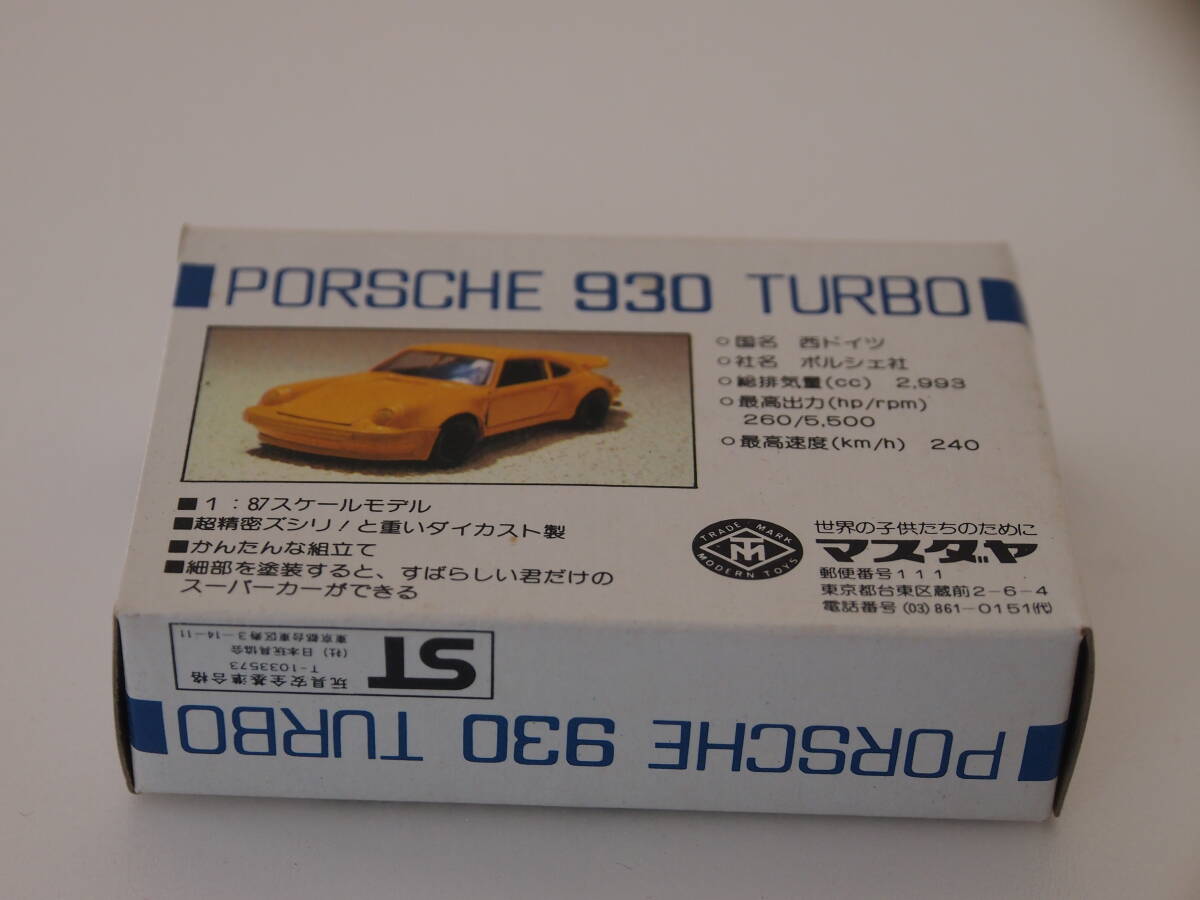 PORSCHE 930 TURBO
○国名 西ドイツ
○社名 ポルシェ社
○総排気量(cc) 2,993
○最高出力(hp/rpm)
260/5,500
○最高速度(km/h) 240
■1:87スケールモデル
■超精密ズシリ!と重いダイカスト製
■かんたんな組立て
■細部を塗装すると、すばらしい君だけの
スーパーカーができる
TRADE MARK
TM
MODERN TOYS
世界の子供たちのために
マスダヤ
郵便番号111
東京都台東区蔵前2-6-4
電話番号(03)861-0151(代)
PORSCHE 930 TURBO
ST
玩具安全基準合格
T-1033573
(社)日本玩具協会
東京都台東区寿3-14-11